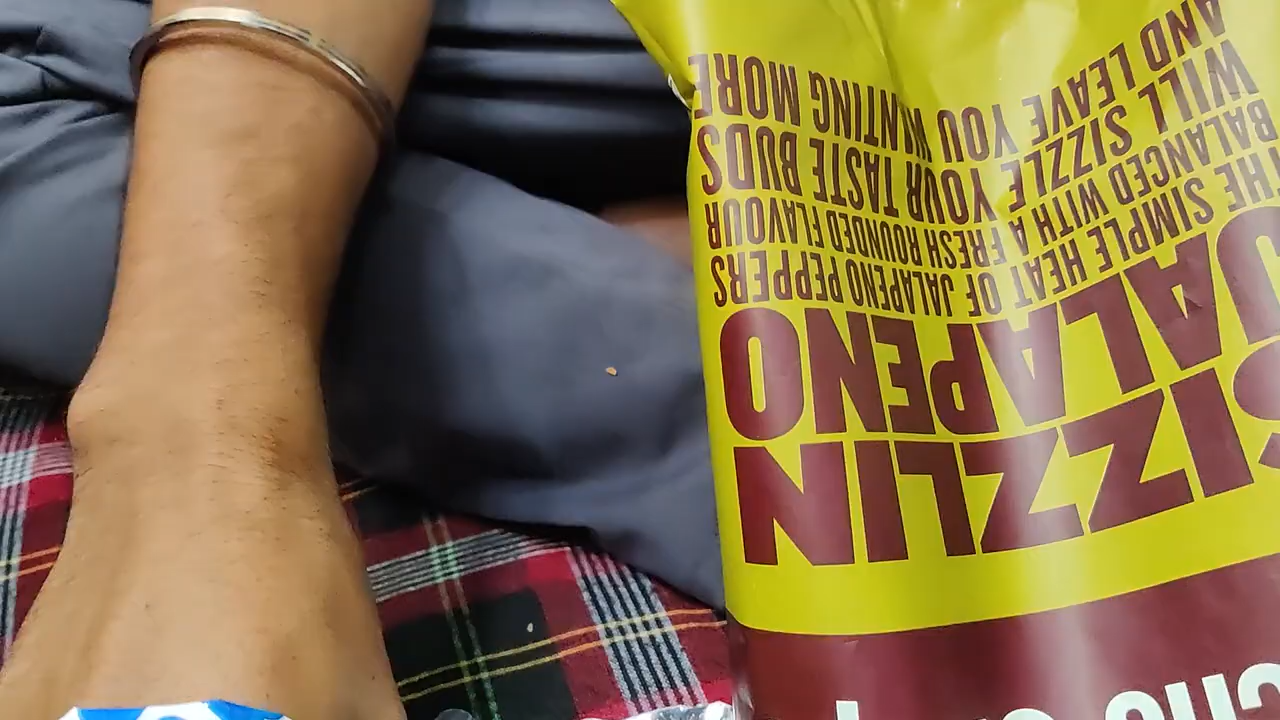 SIZZLIN
JALAPENO
THE SIMPLE HEAT OF JALAPENO PEPPERS
BALANCED WITH A FRESH ROUNDED FLAVOUR
WILL SIZZLE YOUR TASTE BUDS
AND LEAVE YOU WANTING MORE